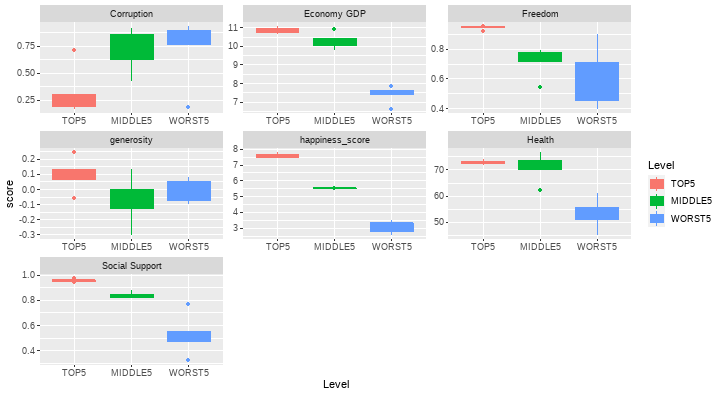 Corruption
Economy GDP
Freedom
0.75
0.50
0.25
11
10
9
8
7
0.8
0.6
0.4
TOP5 MIDDLE5 WORST5
TOP5 MIDDLE5 WORST5
TOP5 MIDDLE5 WORST5
generosity
happiness_score
Health
0.2
0.1
0.0
-0.1
-0.2
-0.3
8
7
6
5
4
3
70
60
50
TOP5 MIDDLE5 WORST5
TOP5 MIDDLE5 WORST5
TOP5 MIDDLE5 WORST5
Social Support
1.0
0.8
0.6
0.4
TOP5 MIDDLE5 WORST5
score
Level
Level
TOP5
MIDDLE5
WORST5